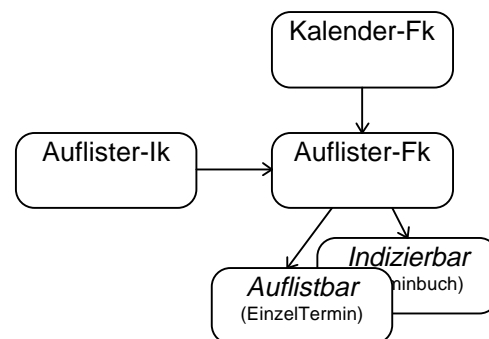 Kalender-Fk
Auflister-Ik
Auflister-Fk
Indizierbar
minbuch)
Auflistbar
(EinzelTermin)